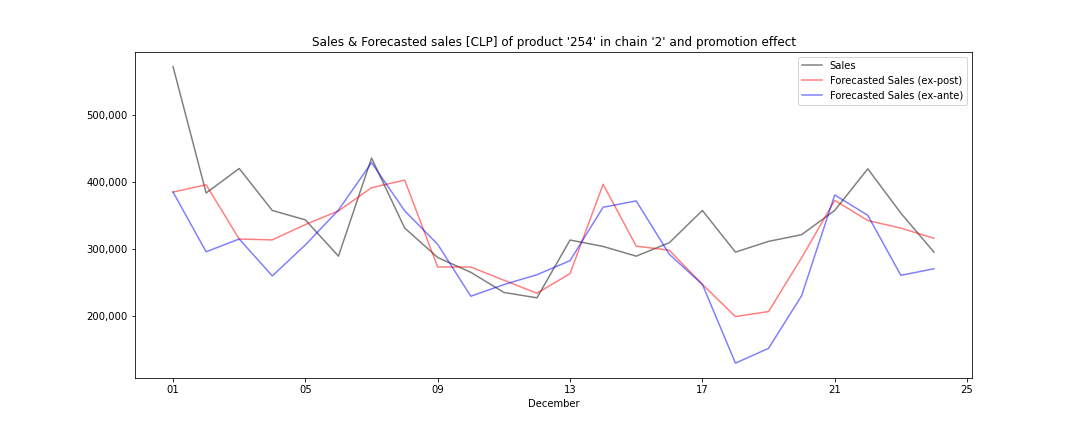 Sales & Forecasted sales [CLP] of product '254' in chain '2' and promotion effect
Sales
Forecasted Sales (ex-post)
Forecasted Sales (ex-ante)
500,000
400,000
300,000
200,000
01 05 09 13 17 21 25
December